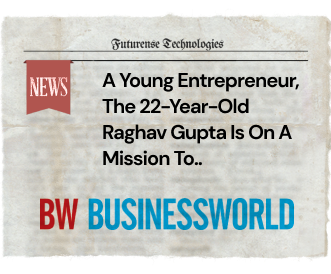 Futurense Technologies
NEWS
A Young Entrepreneur,
The 22-Year-Old
Raghav Gupta Is On A
Mission To..
BW BUSINESSWORLD